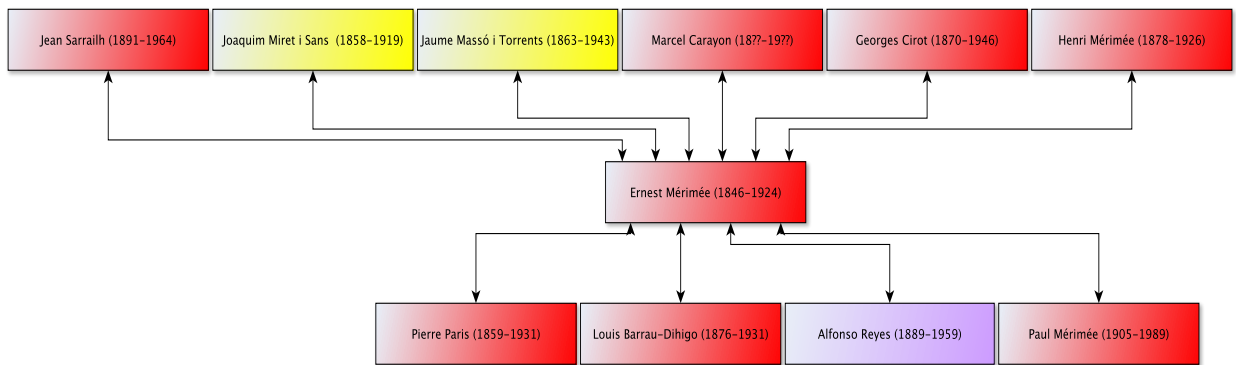 Jean Sarrailh (1891-1964)
Joaquim Miret i Sans (1858-1919)
Jaume Massó i Torrents (1863-1943)
Marcel Carayon (18??-19??)
Georges Cirot (1870-1946)
Henri Mérimée (1878-1926)
Ernest Mérimée (1846-1924)
Pierre Paris (1859-1931)
Louis Barrau-Dihigo (1876-1931)
Alfonso Reyes (1889-1959)
Paul Mérimée (1905-1989)